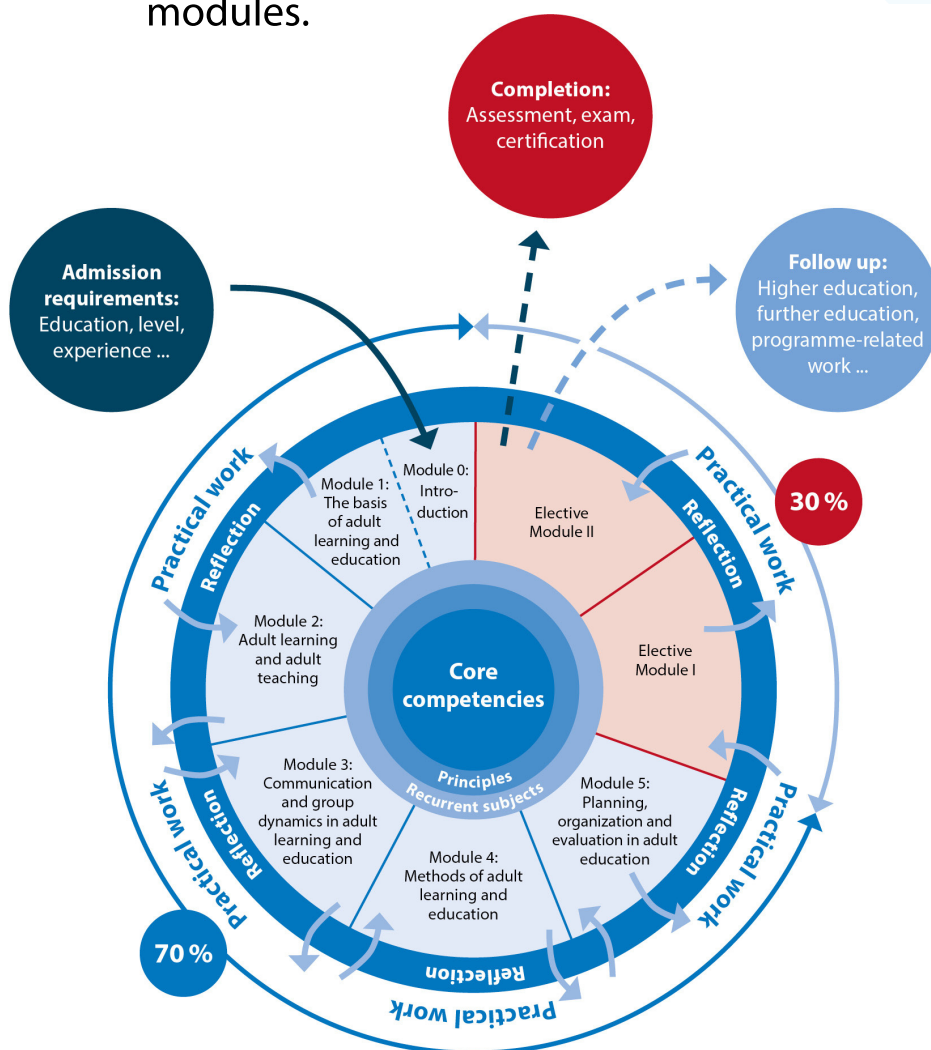 modules.
Completion:
Assessment, exam,
certification
Admission
requirements:
Education, level,
experience ...
Follow up:
Higher education,
further education,
programme-related
work ...
Practical work
Reflection
Module 1:
The basis
of adult
learning and
education
Module 0:
Intro-
duction
Elective
Module II
Reflection
Practical work
30 %
Module 2:
Adult learning
and adult
teaching
Core
competencies
Principles
Recurrent subjects
Elective
Module I
Module 3:
Communication
and group
dynamics in adult
learning and
education
Module 4:
Methods of adult
learning and
education
Module 5:
Planning,
organization and
evaluation in adult
education
Reflection
Practical work
Reflection
Practical work
70 %
Reflection
Practical work